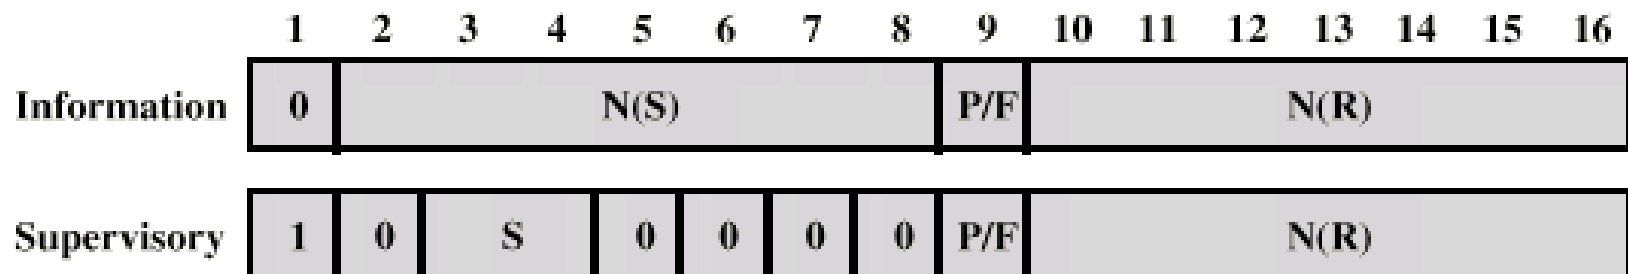 1 2 3 4 5 6 7 8 9 10 11 12 13 14 15 16
Information 0 N(S) P/F N(R)
Supervisory 1 0 S 0 0 0 0 P/F N(R)